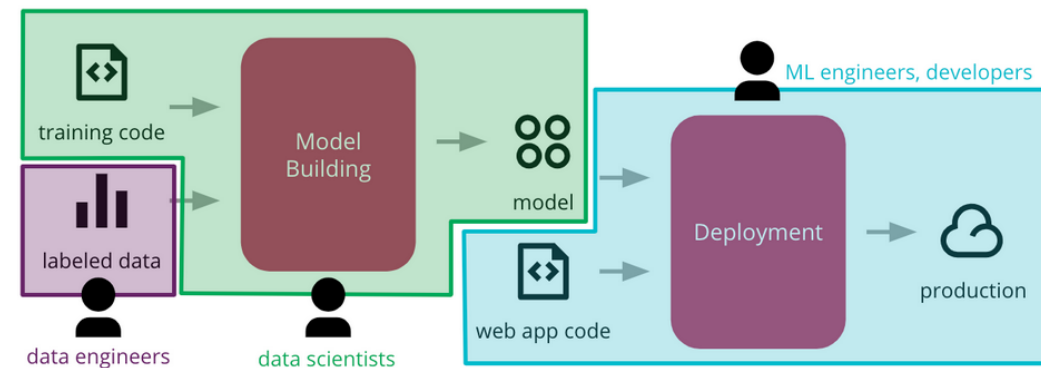 ML engineers, developers
training code
Model
Building
model
labeled data
Deployment
web app code
production
data engineers
data scientists